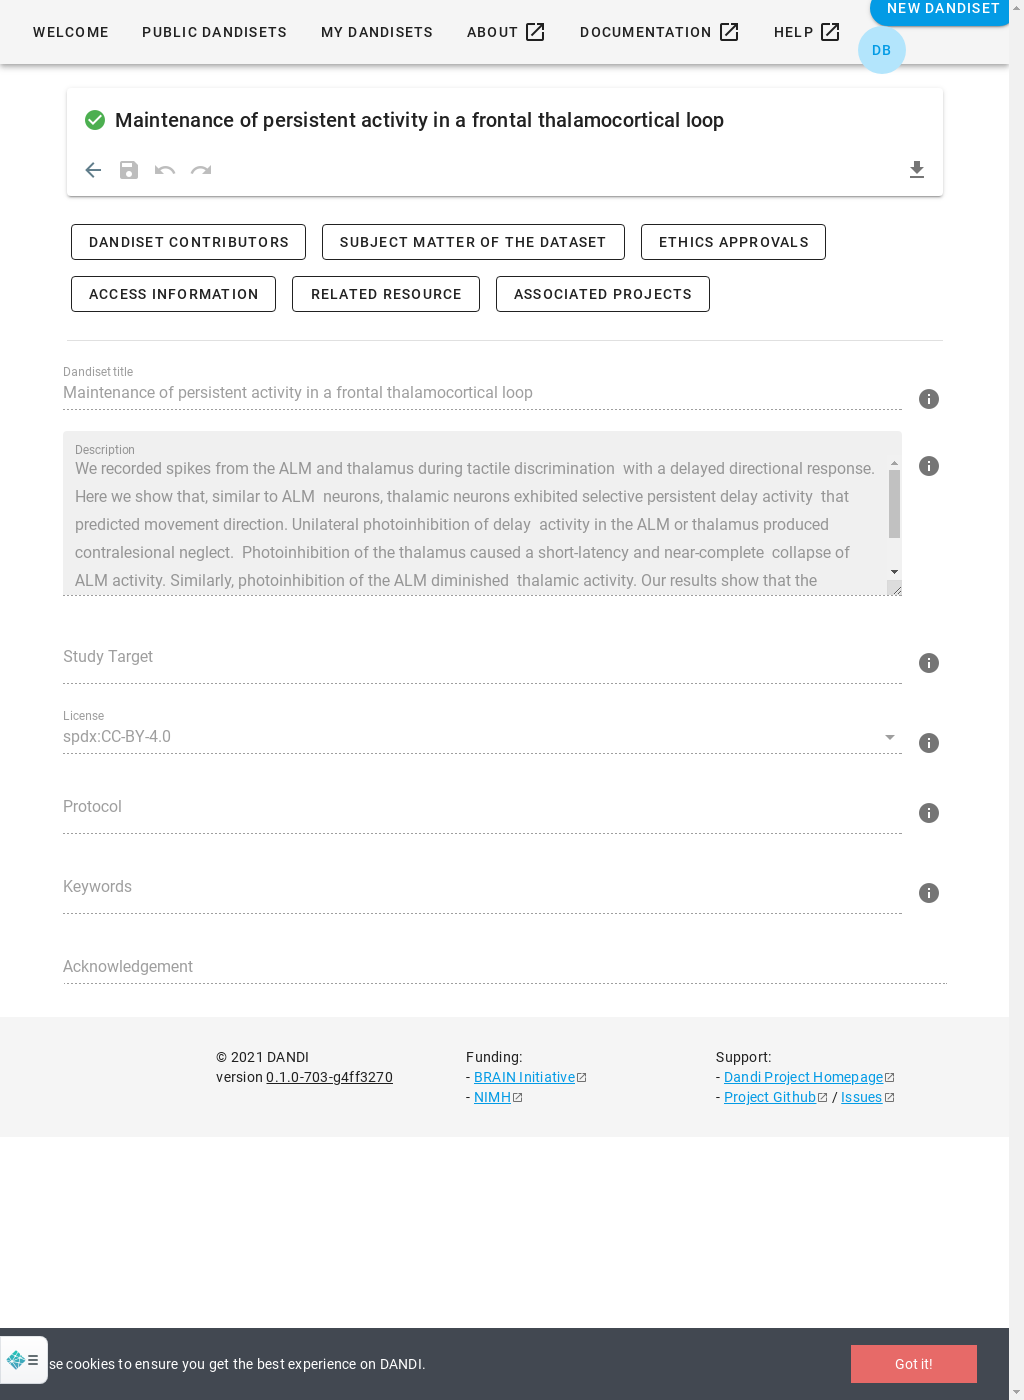 WELCOME PUBLIC DANDISETS MY DANDISETS ABOUT DOCUMENTATION HELP NEW DANDISET
DB
Maintenance of persistent activity in a frontal thalamocortical loop
DANDISET CONTRIBUTORS SUBJECT MATTER OF THE DATASET ETHICS APPROVALS
ACCESS INFORMATION RELATED RESOURCE ASSOCIATED PROJECTS
Dandiset title
Maintenance of persistent activity in a frontal thalamocortical loop
Description
We recorded spikes from the ALM and thalamus during tactile discrimination  with a delayed directional response.
Here we show that, similar to ALM  neurons, thalamic neurons exhibited selective persistent delay activity  that
predicted movement direction. Unilateral photoinhibition of delay  activity in the ALM or thalamus produced
contralesional neglect.  Photoinhibition of the thalamus caused a short-latency and near-complete  collapse of
ALM activity. Similarly, photoinhibition of the ALM diminished  thalamic activity. Our results show that the
Study Target
License
spdx:CC-BY-4.0
Protocol
Keywords
Acknowledgement
© 2021 DANDI
version 0.1.0-703-g4ff3270
Funding:
- BRAIN Initiative
- NIMH
Support:
- Dandi Project Homepage
- Project Github / Issues
se cookies to ensure you get the best experience on DANDI.
Got it!